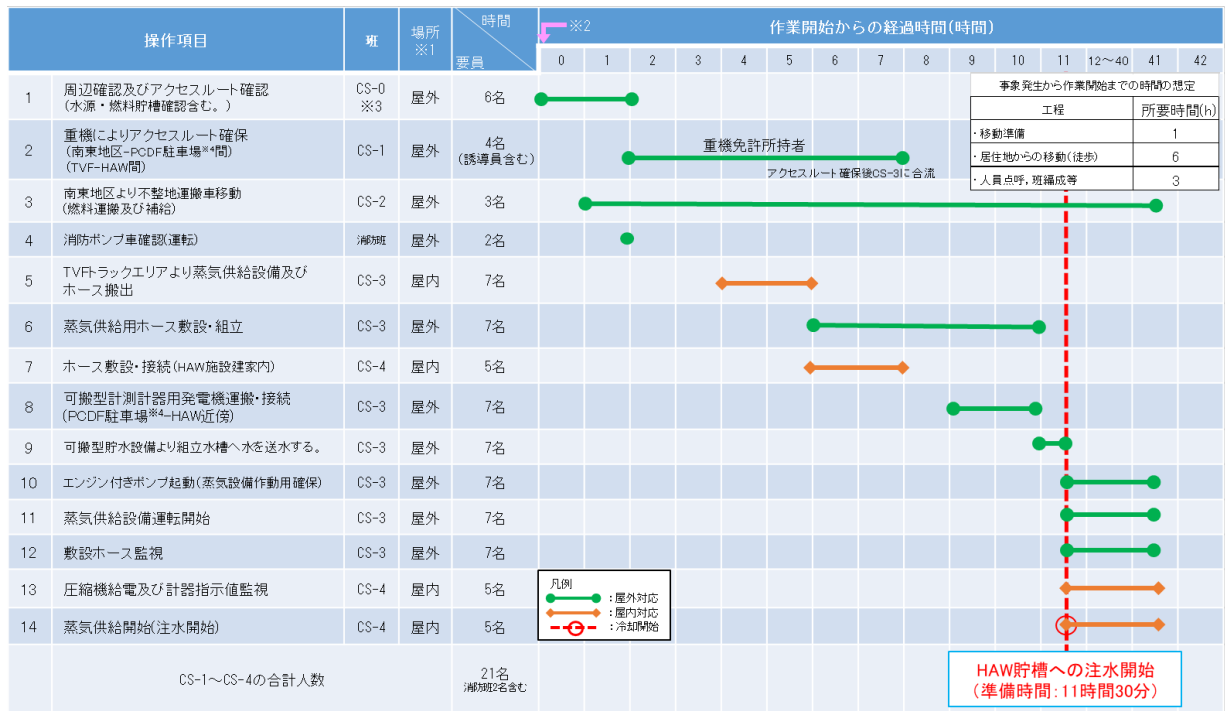 操作項目
班
場所
※1
時間
要員
※2
作業開始からの経過時間(時間)
0 1 2 3 4 5 6 7 8 9 10 11 12～40 41 42
事象発生から作業開始までの時間の想定
工程 所要時間(h)
・移動準備 1
・居住地からの移動(徒歩) 6
・人員点呼,班編成等 3
1 周辺確認及びアクセスルート確認
(水源・燃料貯槽確認含む。)
CS-0
※3
屋外 6名
2 重機によりアクセスルート確保
(南東地区-PCDF駐車場※4間)
(TVF-HAW間)
CS-1 屋外 4名
(誘導員含む)
重機免許所持者
アクセスルート確保後CS-3に合流
3 南東地区より不整地運搬車移動
(燃料運搬及び補給)
CS-2 屋外 3名
4 消防ポンプ車確認(運転) 消防班 屋外 2名
5 TVFトラックエリアより蒸気供給設備及び
ホース搬出
CS-3 屋内 7名
6 蒸気供給用ホース敷設・組立 CS-3 屋外 7名
7 ホース敷設・接続(HAW施設建家内) CS-4 屋内 5名
8 可搬型計測計器用発電機運搬・接続
(PCDF駐車場※4-HAW近傍)
CS-3 屋外 7名
9 可搬型貯水設備より組立水槽へ水を送水する。 CS-3 屋外 7名
10 エンジン付きポンプ起動(蒸気設備作動用確保) CS-3 屋外 7名
11 蒸気供給設備運転開始 CS-3 屋外 7名
12 敷設ホース監視 CS-3 屋外 7名
13 圧縮機給電及び計器指示値監視 CS-4 屋内 5名
14 蒸気供給開始(注水開始) CS-4 屋内 5名
凡例
：屋外対応
：屋内対応
：冷却開始
CS-1～CS-4の合計人数 21名
消防班2名含む
HAW貯槽への注水開始
(準備時間：11時間30分)